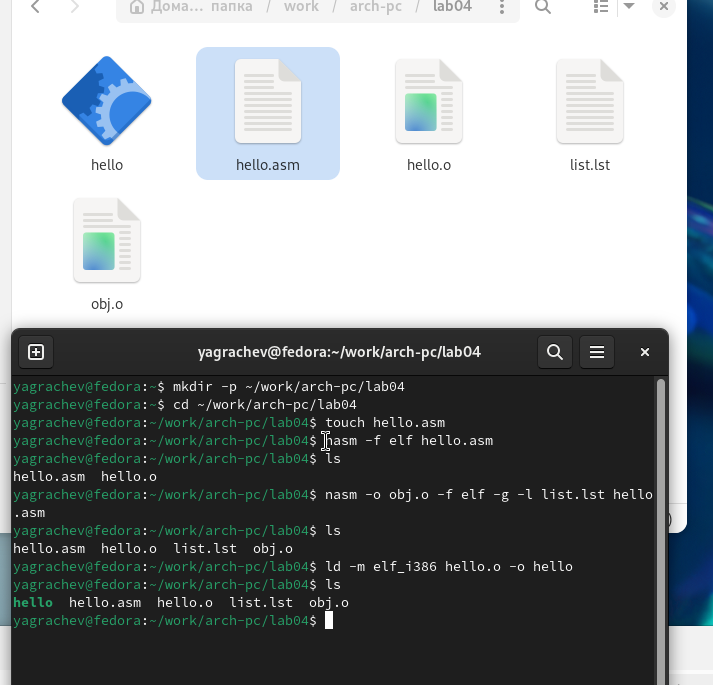 Дома… папка / work / arch-pc / lab04
hello
hello.asm
hello.o
list.lst
obj.o
yagrachev@fedora:~/work/arch-pc/lab04
yagrachev@fedora:~$ mkdir -p ~/work/arch-pc/lab04
yagrachev@fedora:~$ cd ~/work/arch-pc/lab04
yagrachev@fedora:~/work/arch-pc/lab04$ touch hello.asm
yagrachev@fedora:~/work/arch-pc/lab04$ nasm -f elf hello.asm
yagrachev@fedora:~/work/arch-pc/lab04$ ls
hello.asm  hello.o
yagrachev@fedora:~/work/arch-pc/lab04$ nasm -o obj.o -f elf -g -l list.lst hello
.asm
yagrachev@fedora:~/work/arch-pc/lab04$ ls
hello.asm  hello.o  list.lst  obj.o
yagrachev@fedora:~/work/arch-pc/lab04$ ld -m elf_i386 hello.o -o hello
yagrachev@fedora:~/work/arch-pc/lab04$ ls
hello  hello.asm  hello.o  list.lst  obj.o
yagrachev@fedora:~/work/arch-pc/lab04$